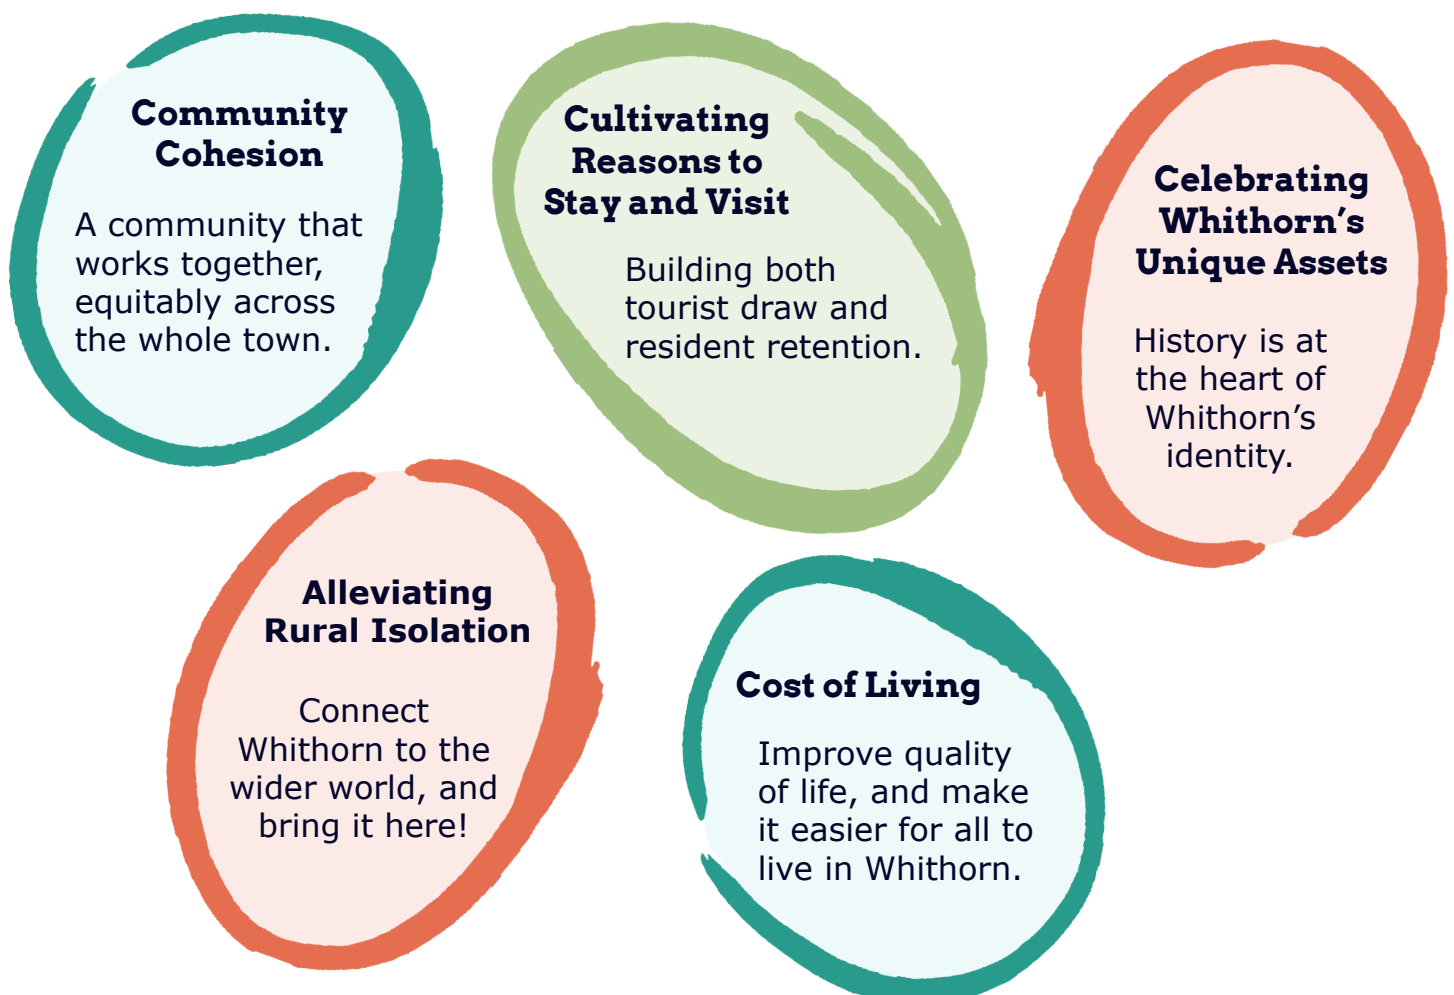 Community
Cohesion
A community that
works together,
equitably across
the whole town.
Cultivating
Reasons to
Stay and Visit
Building both
tourist draw and
resident retention.
Celebrating
Whithorn’s
Unique Assets
History is at
the heart of
Whithorn’s
identity.
Alleviating
Rural Isolation
Connect
Whithorn to the
wider world, and
bring it here!
Cost of Living
Improve quality
of life, and make
it easier for all to
live in Whithorn.